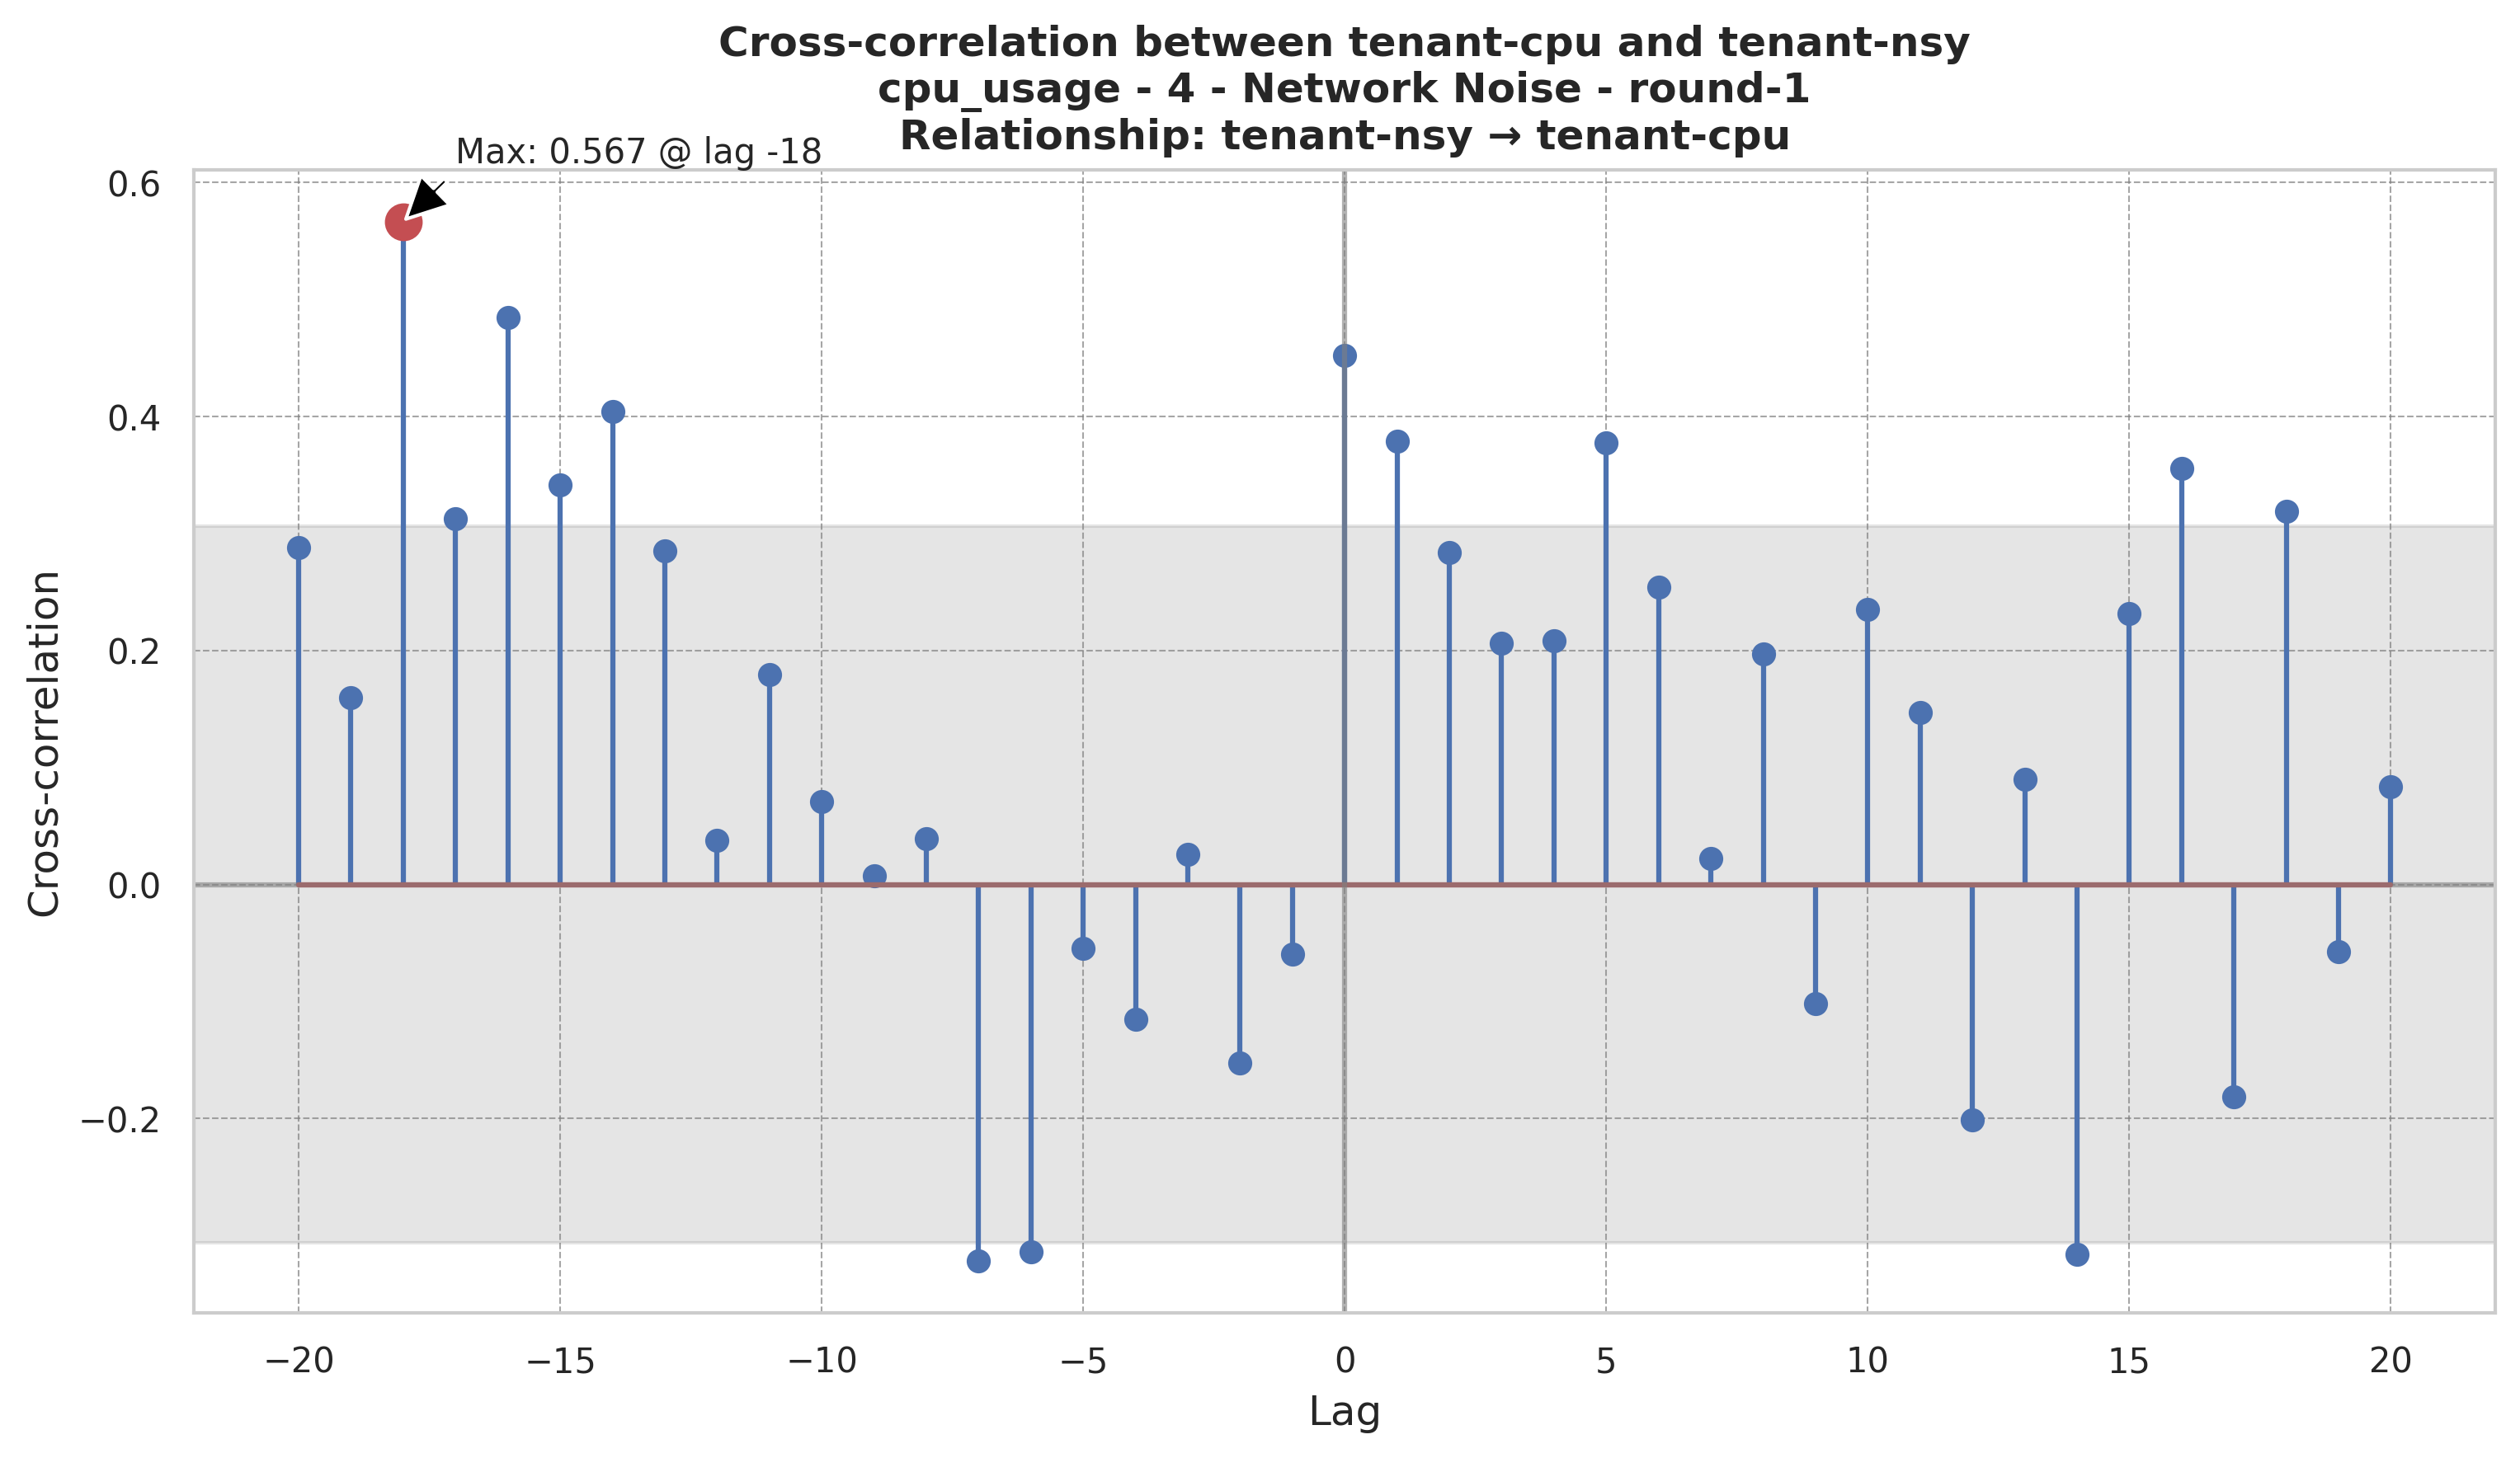 Cross-correlation between tenant-cpu and tenant-nsy
cpu_usage - 4 - Network Noise - round-1
Relationship: tenant-nsy → tenant-cpu
Max: 0.567 @ lag -18
0.6
0.4
0.2
0.0
−0.2
Cross-correlation
−20
−15
−10
−5
0
5
10
15
20
Lag